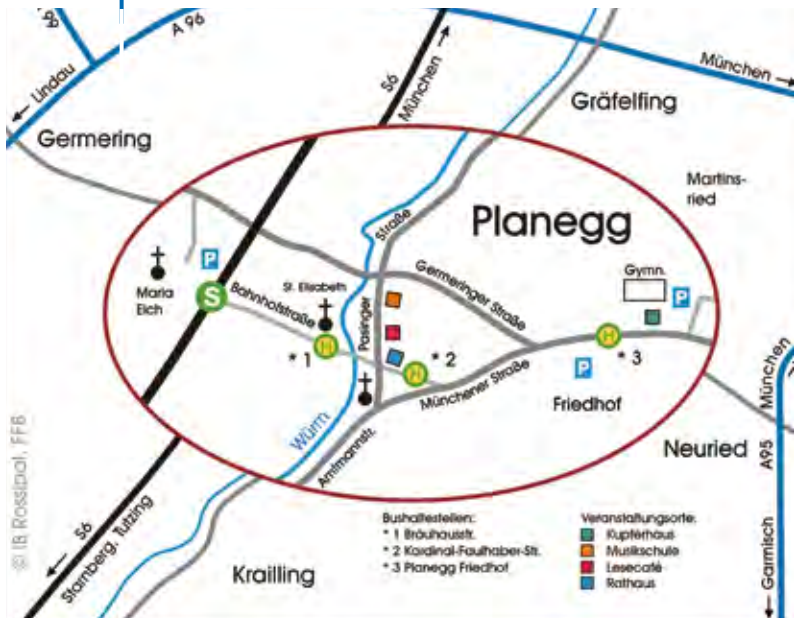 A 96
Lindau
S6
München
München
Gräfelfing
Germering
Martins-
ried
Planegg
Straße
P
Maria
Eich
S
Bahnhofstraße
St. Elisabeth
Pasinger
Germeringer Straße
Gymn.
P
H
* 1
H
* 2
H
* 3
Münchener Straße
P
Friedhof
Würm
Amtmannstr.
München
Neuried
A95
Garmisch
S6
Starnberg, Tutzing
Krailling
Bushaltestellen:
* 1 Bräuhausstr.
* 2 Kardinal-Faulhaber-Str.
* 3 Planegg Friedhof
Veranstaltungsorte:
Kupferhaus
Musikschule
Lesecafé
Rathaus
© IB Rossipal, FFB